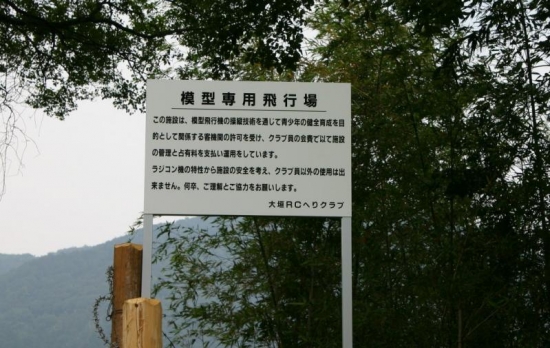 模型専用飛行場
この施設は、模型飛行機の操縦技術を通して青少年の健全育成を目
的として関係する客機関の許可を受け、クラブ員の会費で以て施設
の管理と占有料を支払い運用をしています。
ラジコン機の特性から施設の安全を考え、クラブ員以外の使用は出
来ません。何卒、ご理解とご協力をお願いします。
大垣RCへりクラブ